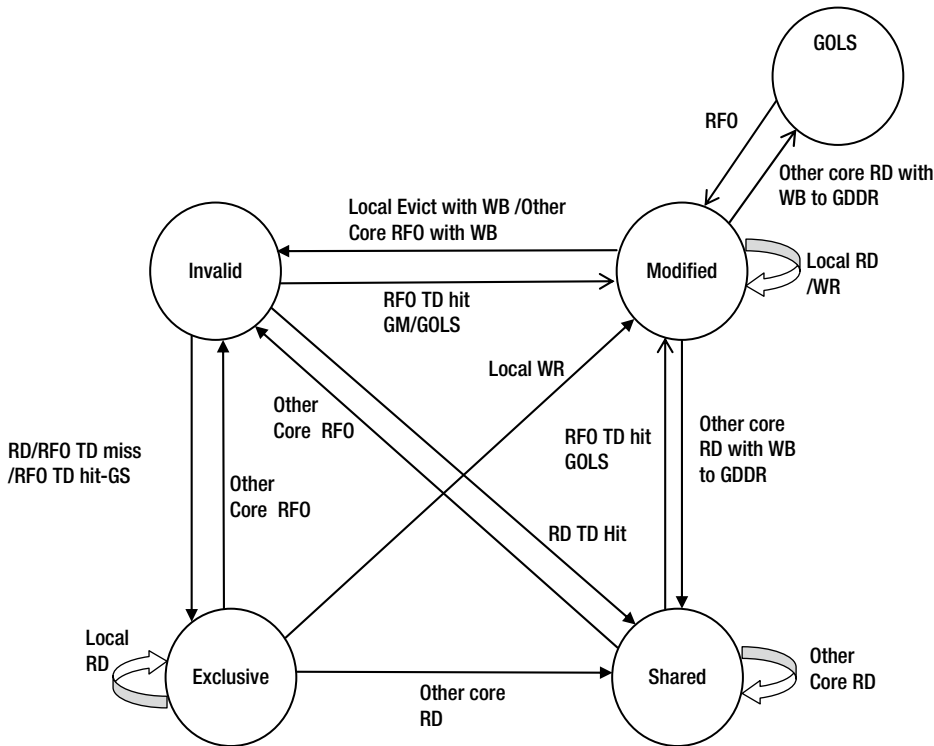 GOLS
RFO
Other core RD with
WB to GDDR
Local Evict with WB /Other
Core RFO with WB
Invalid
Modified
Local RD
/WR
RFO TD hit
GM/GOLS
Local WR
Other
Core RFO
RFO TD hit
GOLS
Other core
RD with WB
to GDDR
RD/RFO TD miss
/RFO TD hit-GS
Other
Core RFO
RD TD Hit
Local
RD
Exclusive
Other core
RD
Shared
Other
Core RD